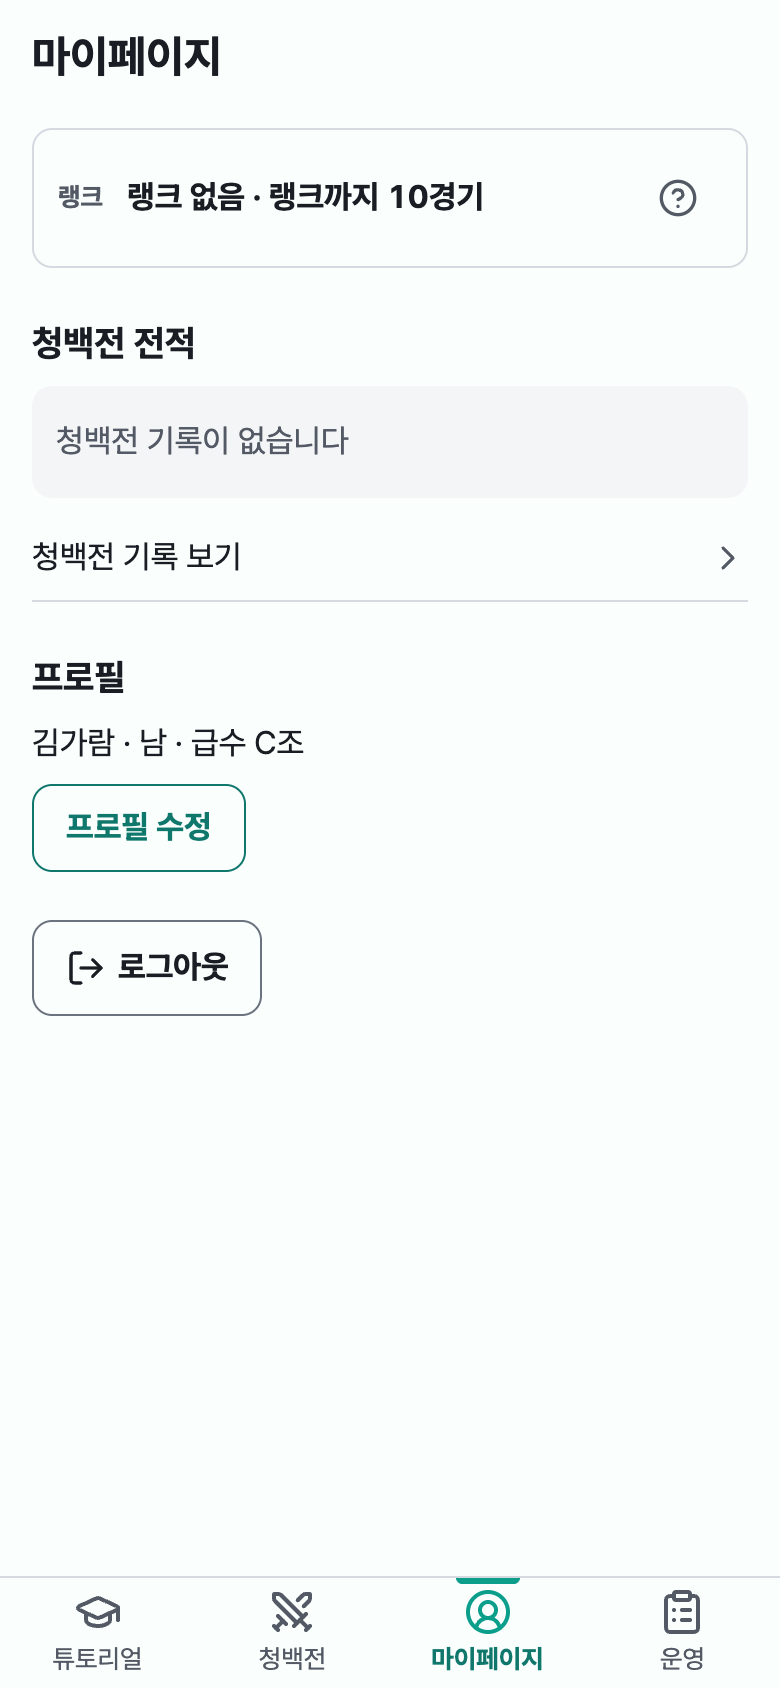 마이페이지
랭크 랭크 없음 · 랭크까지 10경기
청백전 전적
청백전 기록이 없습니다
청백전 기록 보기
프로필
김가람 · 남 · 급수 C조
프로필 수정
로그아웃
튜토리얼 청백전 마이페이지 운영